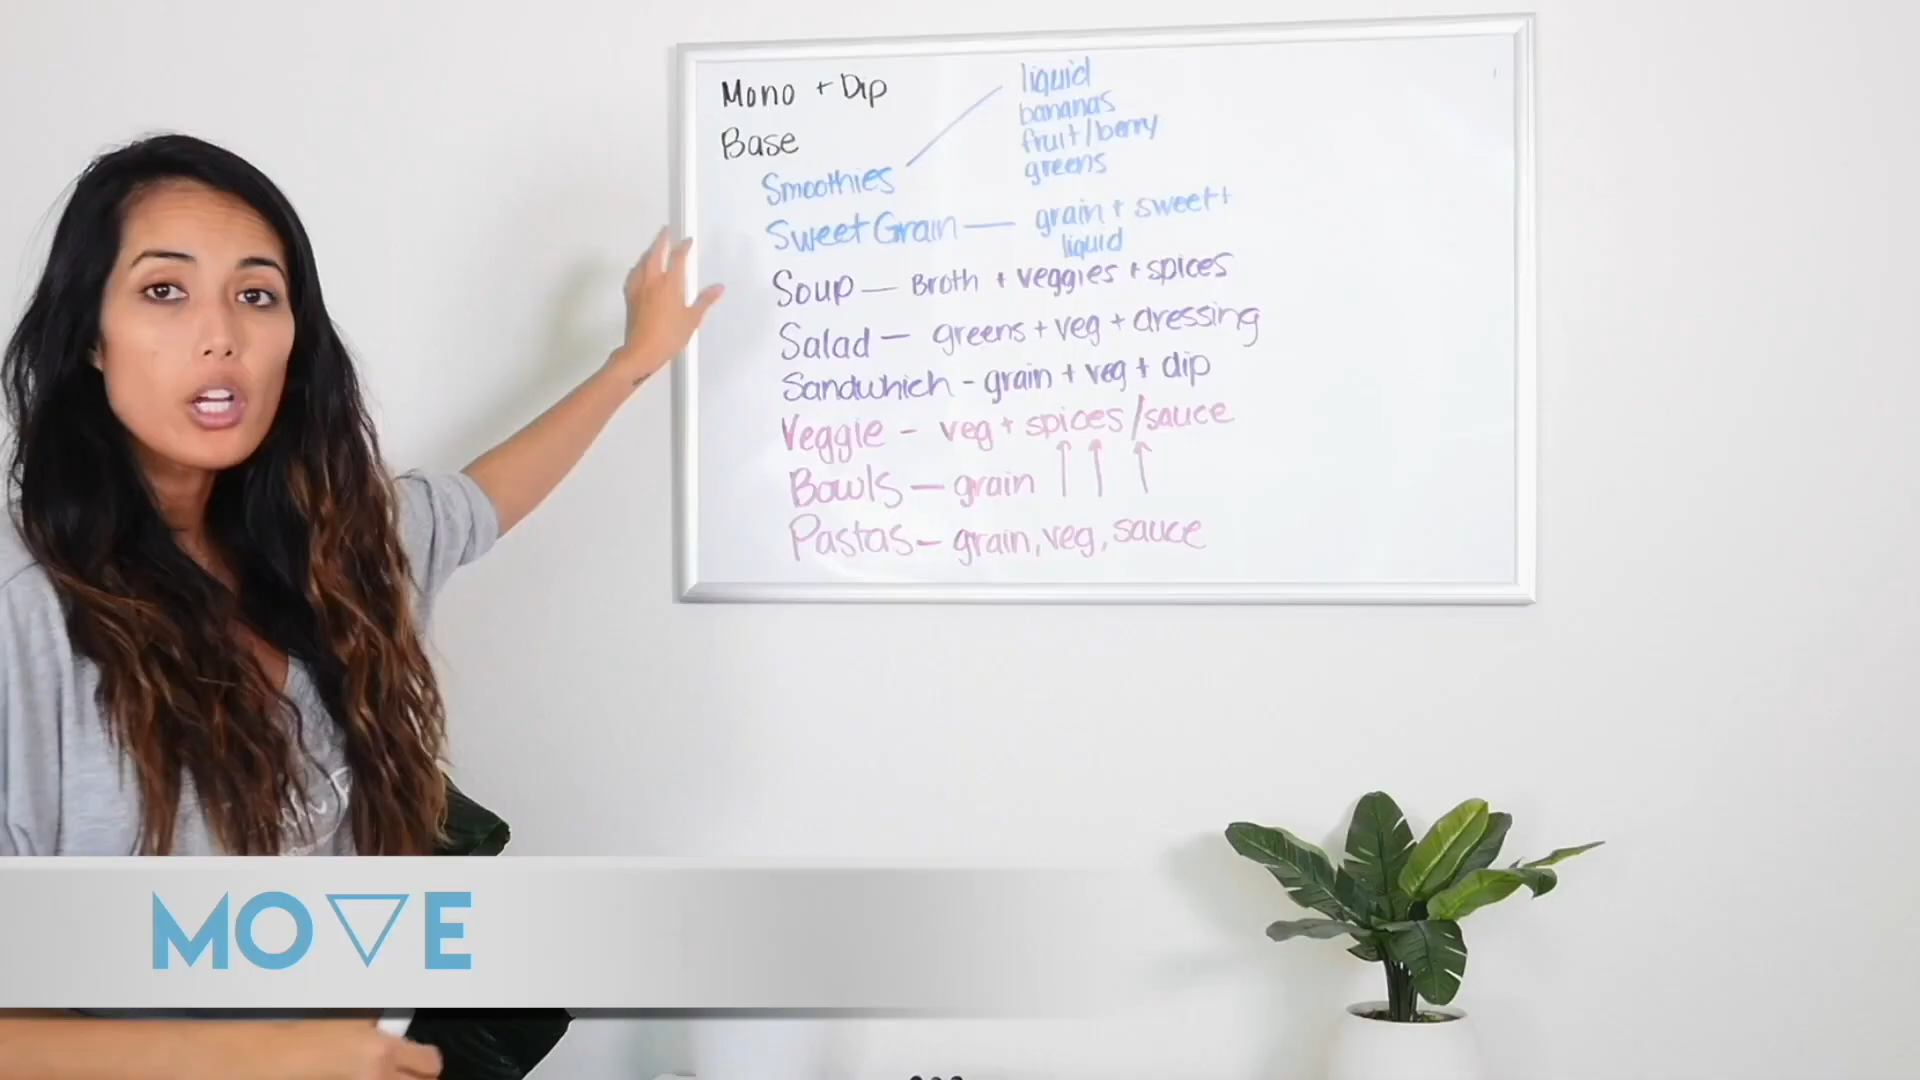 Mono + Dip
Base
Smoothies
liquid
bananas
fruit/berry
greens
Sweet Grain — grain + sweet +
liquid
Soup — Broth + veggies + spices
Salad — greens + veg + dressing
Sandwhich - grain + veg + dip
Veggie - veg + spices/sauce
Bowls — grain ↑ ↑ ↑
Pastas — grain, veg, sauce
MOVE